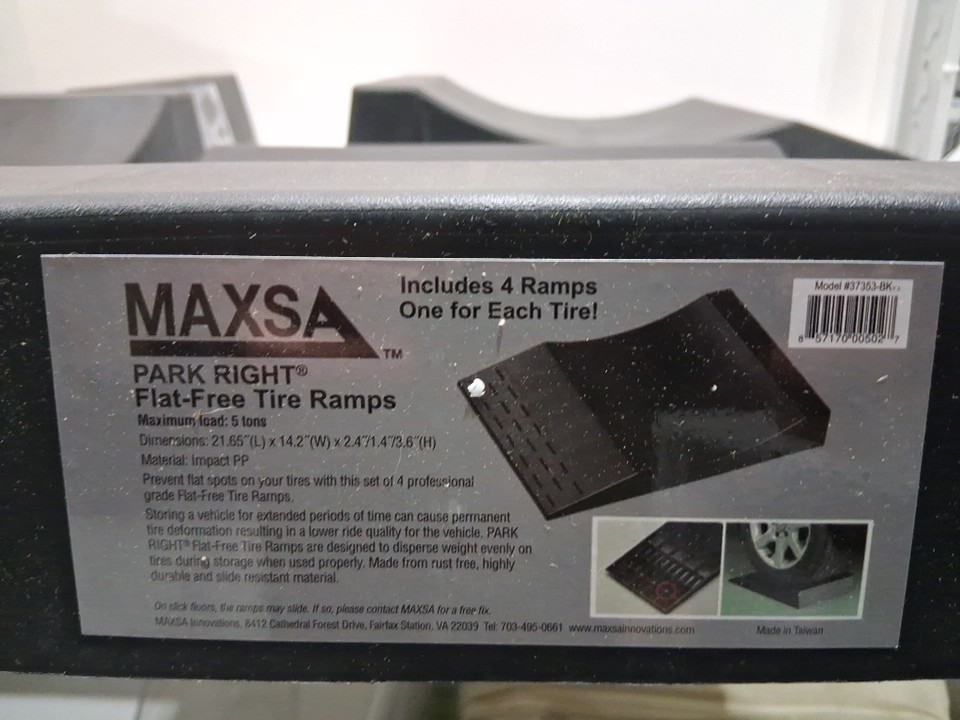 MAXSA™
PARK RIGHT®
Flat-Free Tire Ramps
Maximum load: 5 tons
Dimensions: 21.65"(L) x 14.2"(W) x 2.4"/1.4"/3.6"(H)
Material: Impact PP
Prevent flat spots on your tires with this set of 4 professional
grade Flat-Free Tire Ramps.
Storing a vehicle for extended periods of time can cause permanent
tire deformation resulting in a lower ride quality for the vehicle. PARK
RIGHT® Flat-Free Tire Ramps are designed to disperse weight evenly on
tires during storage when used properly. Made from rust free, highly
durable and slide resistant material.
On slick floors, the ramps may slide. If so, please contact MAXSA for a free fix.
MAXSA Innovations, 8412 Cathedral Forest Drive, Fairfax Station, VA 22039 Tel: 703-495-0661 www.maxsainnovations.com
Includes 4 Ramps
One for Each Tire!
Model #37353-BK
8 57170 00502 7
Made in Taiwan